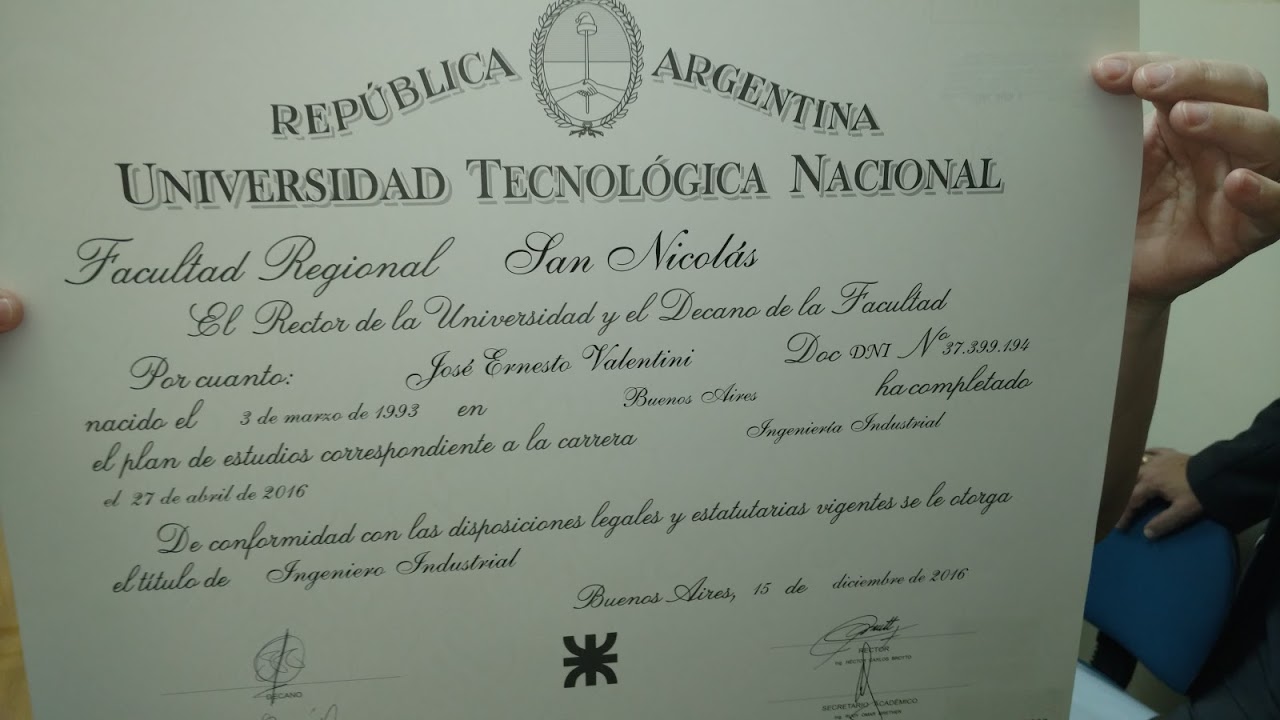 REPÚBLICA ARGENTINA
UNIVERSIDAD TECNOLÓGICA NACIONAL
Facultad Regional San Nicolás
El Rector de la Universidad y el Decano de la Facultad
Por cuanto: José Ernesto Valentini Doc DNI Nº 37.399.194
nacido el 3 de marzo de 1993 en Buenos Aires ha completado
el plan de estudios correspondiente a la carrera Ingeniería Industrial
el 27 de abril de 2016
De conformidad con las disposiciones legales y estatutarias vigentes se le otorga
el título de Ingeniero Industrial
Buenos Aires, 15 de diciembre de 2016
DECANO
RECTOR
SECRETARIO ACADÉMICO